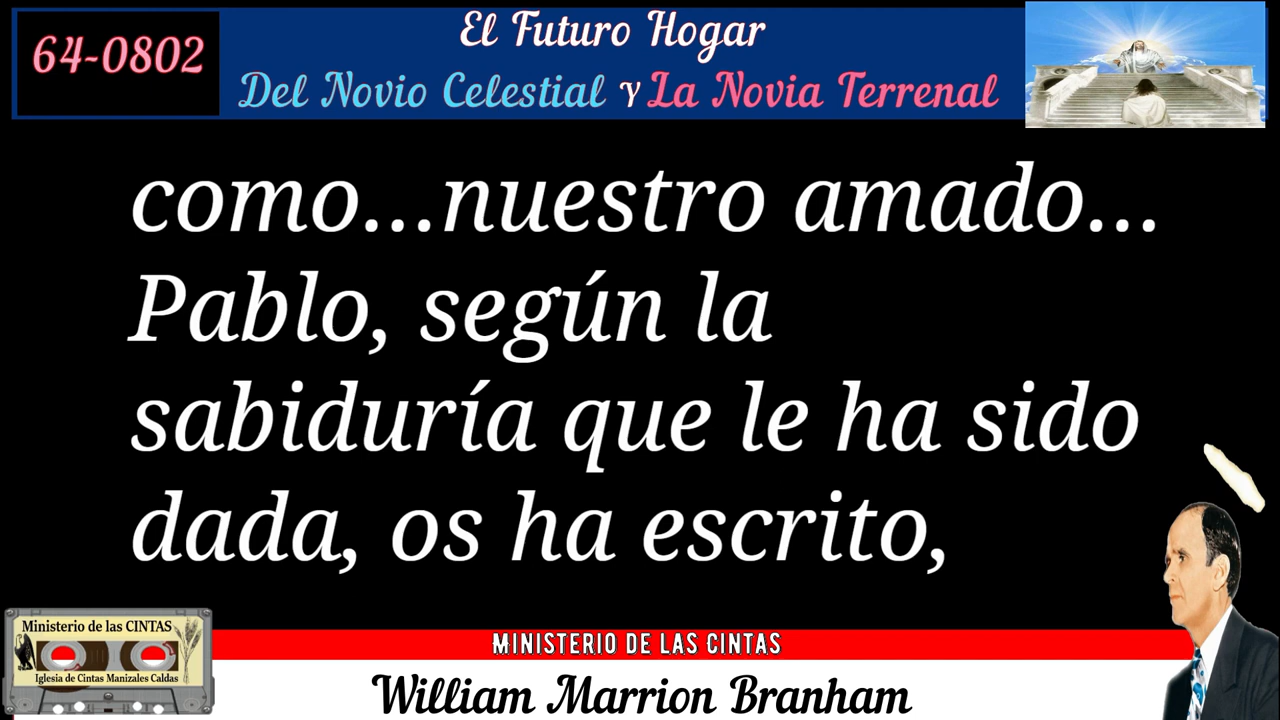 64-0802
El Futuro Hogar
Del Novio Celestial Y La Novia Terrenal
como...nuestro amado...
Pablo, según la
sabiduría que le ha sido
dada, os ha escrito,
Ministerio de las CINTAS
Iglesia de Cintas Manizales Caldas
MINISTERIO DE LAS CINTAS
William Marrion Branham